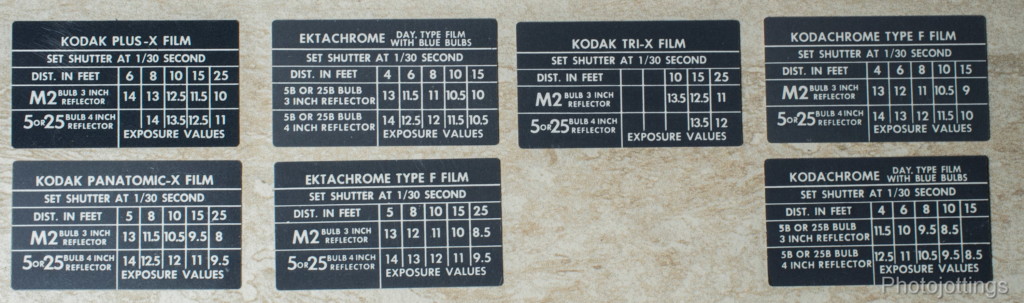 KODAK PLUS-X FILM
SET SHUTTER AT 1/30 SECOND
DIST. IN FEET 4 6 8 10 15 25
M2 BULB 3 INCH REFLECTOR 14 13 12.5 11.5 10
5 OR 25 BULB 4 INCH REFLECTOR 14 13.5 12.5 11
EXPOSURE VALUES
EKTACHROME DAY. TYPE FILM WITH BLUE BULBS
SET SHUTTER AT 1/30 SECOND
DIST. IN FEET 4 6 8 10 15
5B OR 25B BULB 3 INCH REFLECTOR 13 11.5 11 10.5 10
5B OR 25B BULB 4 INCH REFLECTOR 14 12.5 12 11.5 10.5
EXPOSURE VALUES
KODAK TRI-X FILM
SET SHUTTER AT 1/30 SECOND
DIST. IN FEET 10 15 25
M2 BULB 3 INCH REFLECTOR 13.5 12.5 11
5 OR 25 BULB 4 INCH REFLECTOR 13.5 12
EXPOSURE VALUES
KODACHROME TYPE F FILM
SET SHUTTER AT 1/30 SECOND
DIST. IN FEET 4 6 8 10 15
M2 BULB 3 INCH REFLECTOR 13 12 11 10.5 9
5 OR 25 BULB 4 INCH REFLECTOR 14 13 12 11.5 10
EXPOSURE VALUES
KODAK PANATOMIC-X FILM
SET SHUTTER AT 1/30 SECOND
DIST. IN FEET 5 8 10 15 25
M2 BULB 3 INCH REFLECTOR 13 11.5 10.5 9.5 8
5 OR 25 BULB 4 INCH REFLECTOR 14 12.5 12 11 9.5
EXPOSURE VALUES
EKTACHROME TYPE F FILM
SET SHUTTER AT 1/30 SECOND
DIST. IN FEET 5 8 10 15 25
M2 BULB 3 INCH REFLECTOR 13 12 11 10 8.5
5 OR 25 BULB 4 INCH REFLECTOR 14 13 12 11 9.5
EXPOSURE VALUES
KODACHROME DAY. TYPE FILM WITH BLUE BULBS
SET SHUTTER AT 1/30 SECOND
DIST. IN FEET 4 6 8 10 15
5B OR 25B BULB 3 INCH REFLECTOR 11.5 10 9.5 8.5
5B OR 25B BULB 4 INCH REFLECTOR 12.5 11 10.5 9.5 8.5
EXPOSURE VALUES
Photojottings